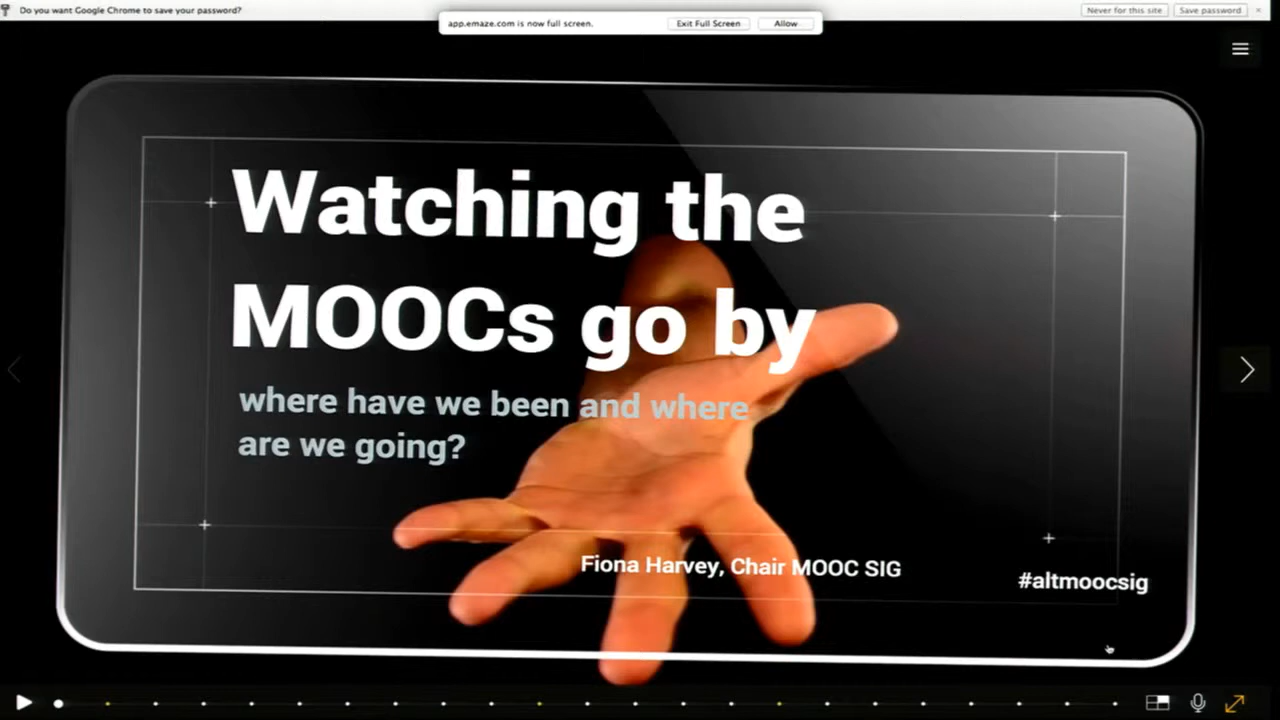 Do you want Google Chrome to save your password?
Never for this site
Save password
app.emaze.com is now full screen.
Exit Full Screen
Allow
Watching the
MOOCs go by
where have we been and where
are we going?
Fiona Harvey, Chair MOOC SIG
#altmoocsig